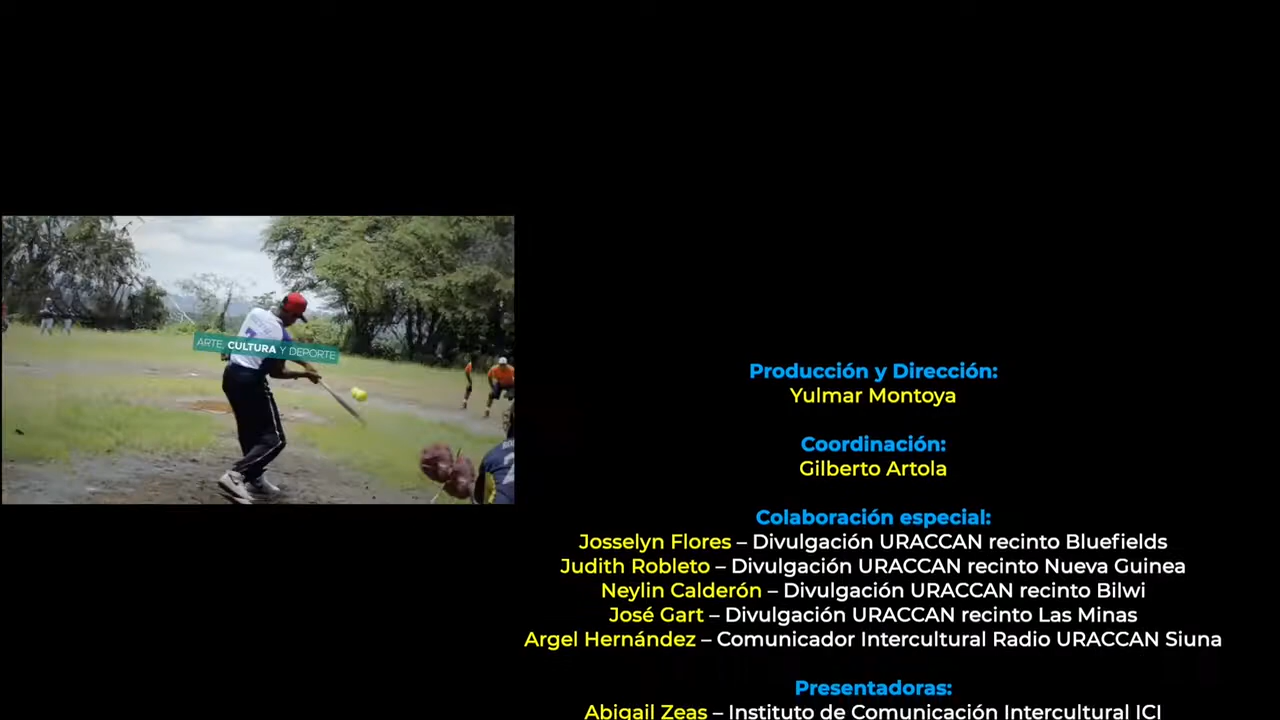 ARTE, CULTURA Y DEPORTE
Producción y Dirección:
Yulmar Montoya
Coordinación:
Gilberto Artola
Colaboración especial:
Josselyn Flores – Divulgación URACCAN recinto Bluefields
Judith Robleto – Divulgación URACCAN recinto Nueva Guinea
Neylin Calderón – Divulgación URACCAN recinto Bilwi
José Gart – Divulgación URACCAN recinto Las Minas
Argel Hernández – Comunicador Intercultural Radio URACCAN Siuna
Presentadoras:
Abigail Zeas – Instituto de Comunicación Intercultural ICI